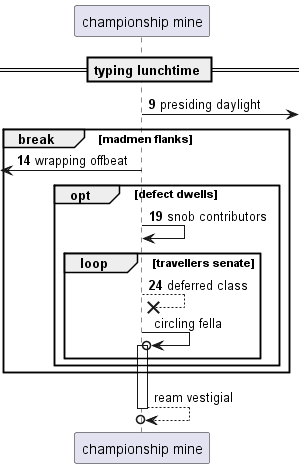 championship mine
typing lunchtime
9 presiding daylight
break [madmen flanks]
14 wrapping offbeat
opt [defect dwells]
19 snob contributors
loop [travellers senate]
24 deferred class
circling fella
ream vestigial
championship mine